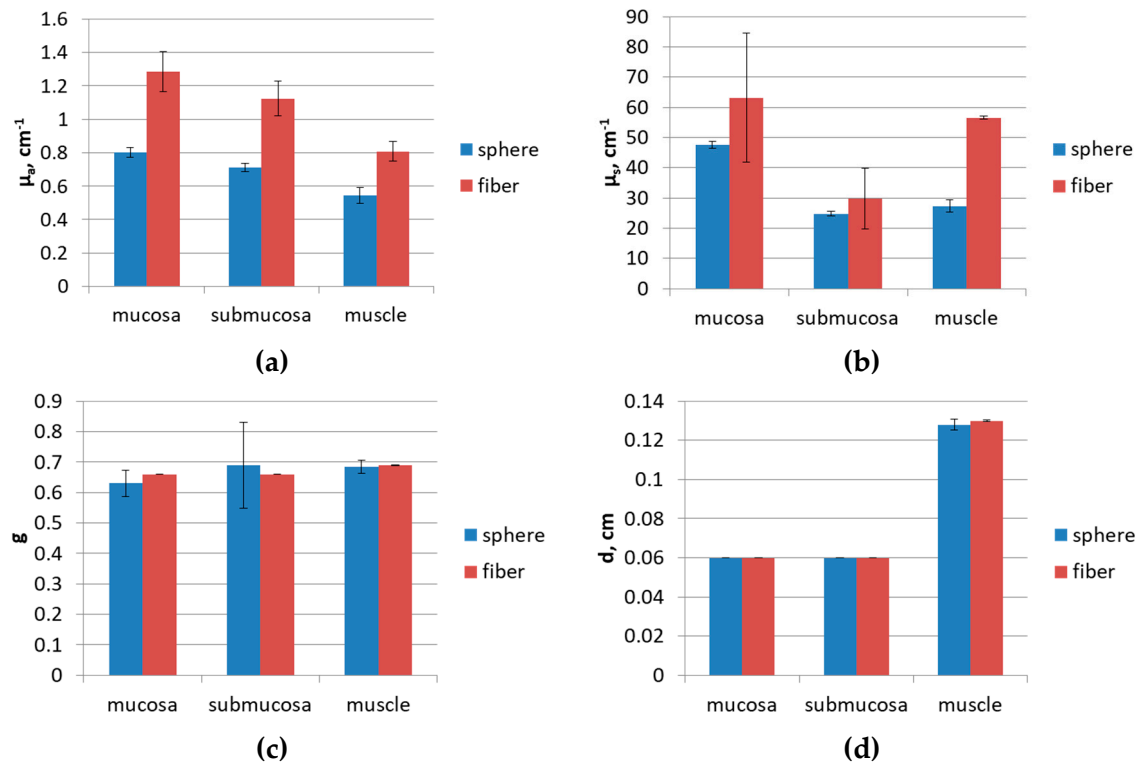 1.6
1.4
1.2
1
0.8
0.6
0.4
0.2
0
μa, cm-1
mucosa submucosa muscle
sphere
fiber
(a)
90
80
70
60
50
40
30
20
10
0
μs, cm-1
mucosa submucosa muscle
sphere
fiber
(b)
0.9
0.8
0.7
0.6
0.5
0.4
0.3
0.2
0.1
0
g
mucosa submucosa muscle
sphere
fiber
(c)
0.14
0.12
0.1
0.08
0.06
0.04
0.02
0
d, cm
mucosa submucosa muscle
sphere
fiber
(d)